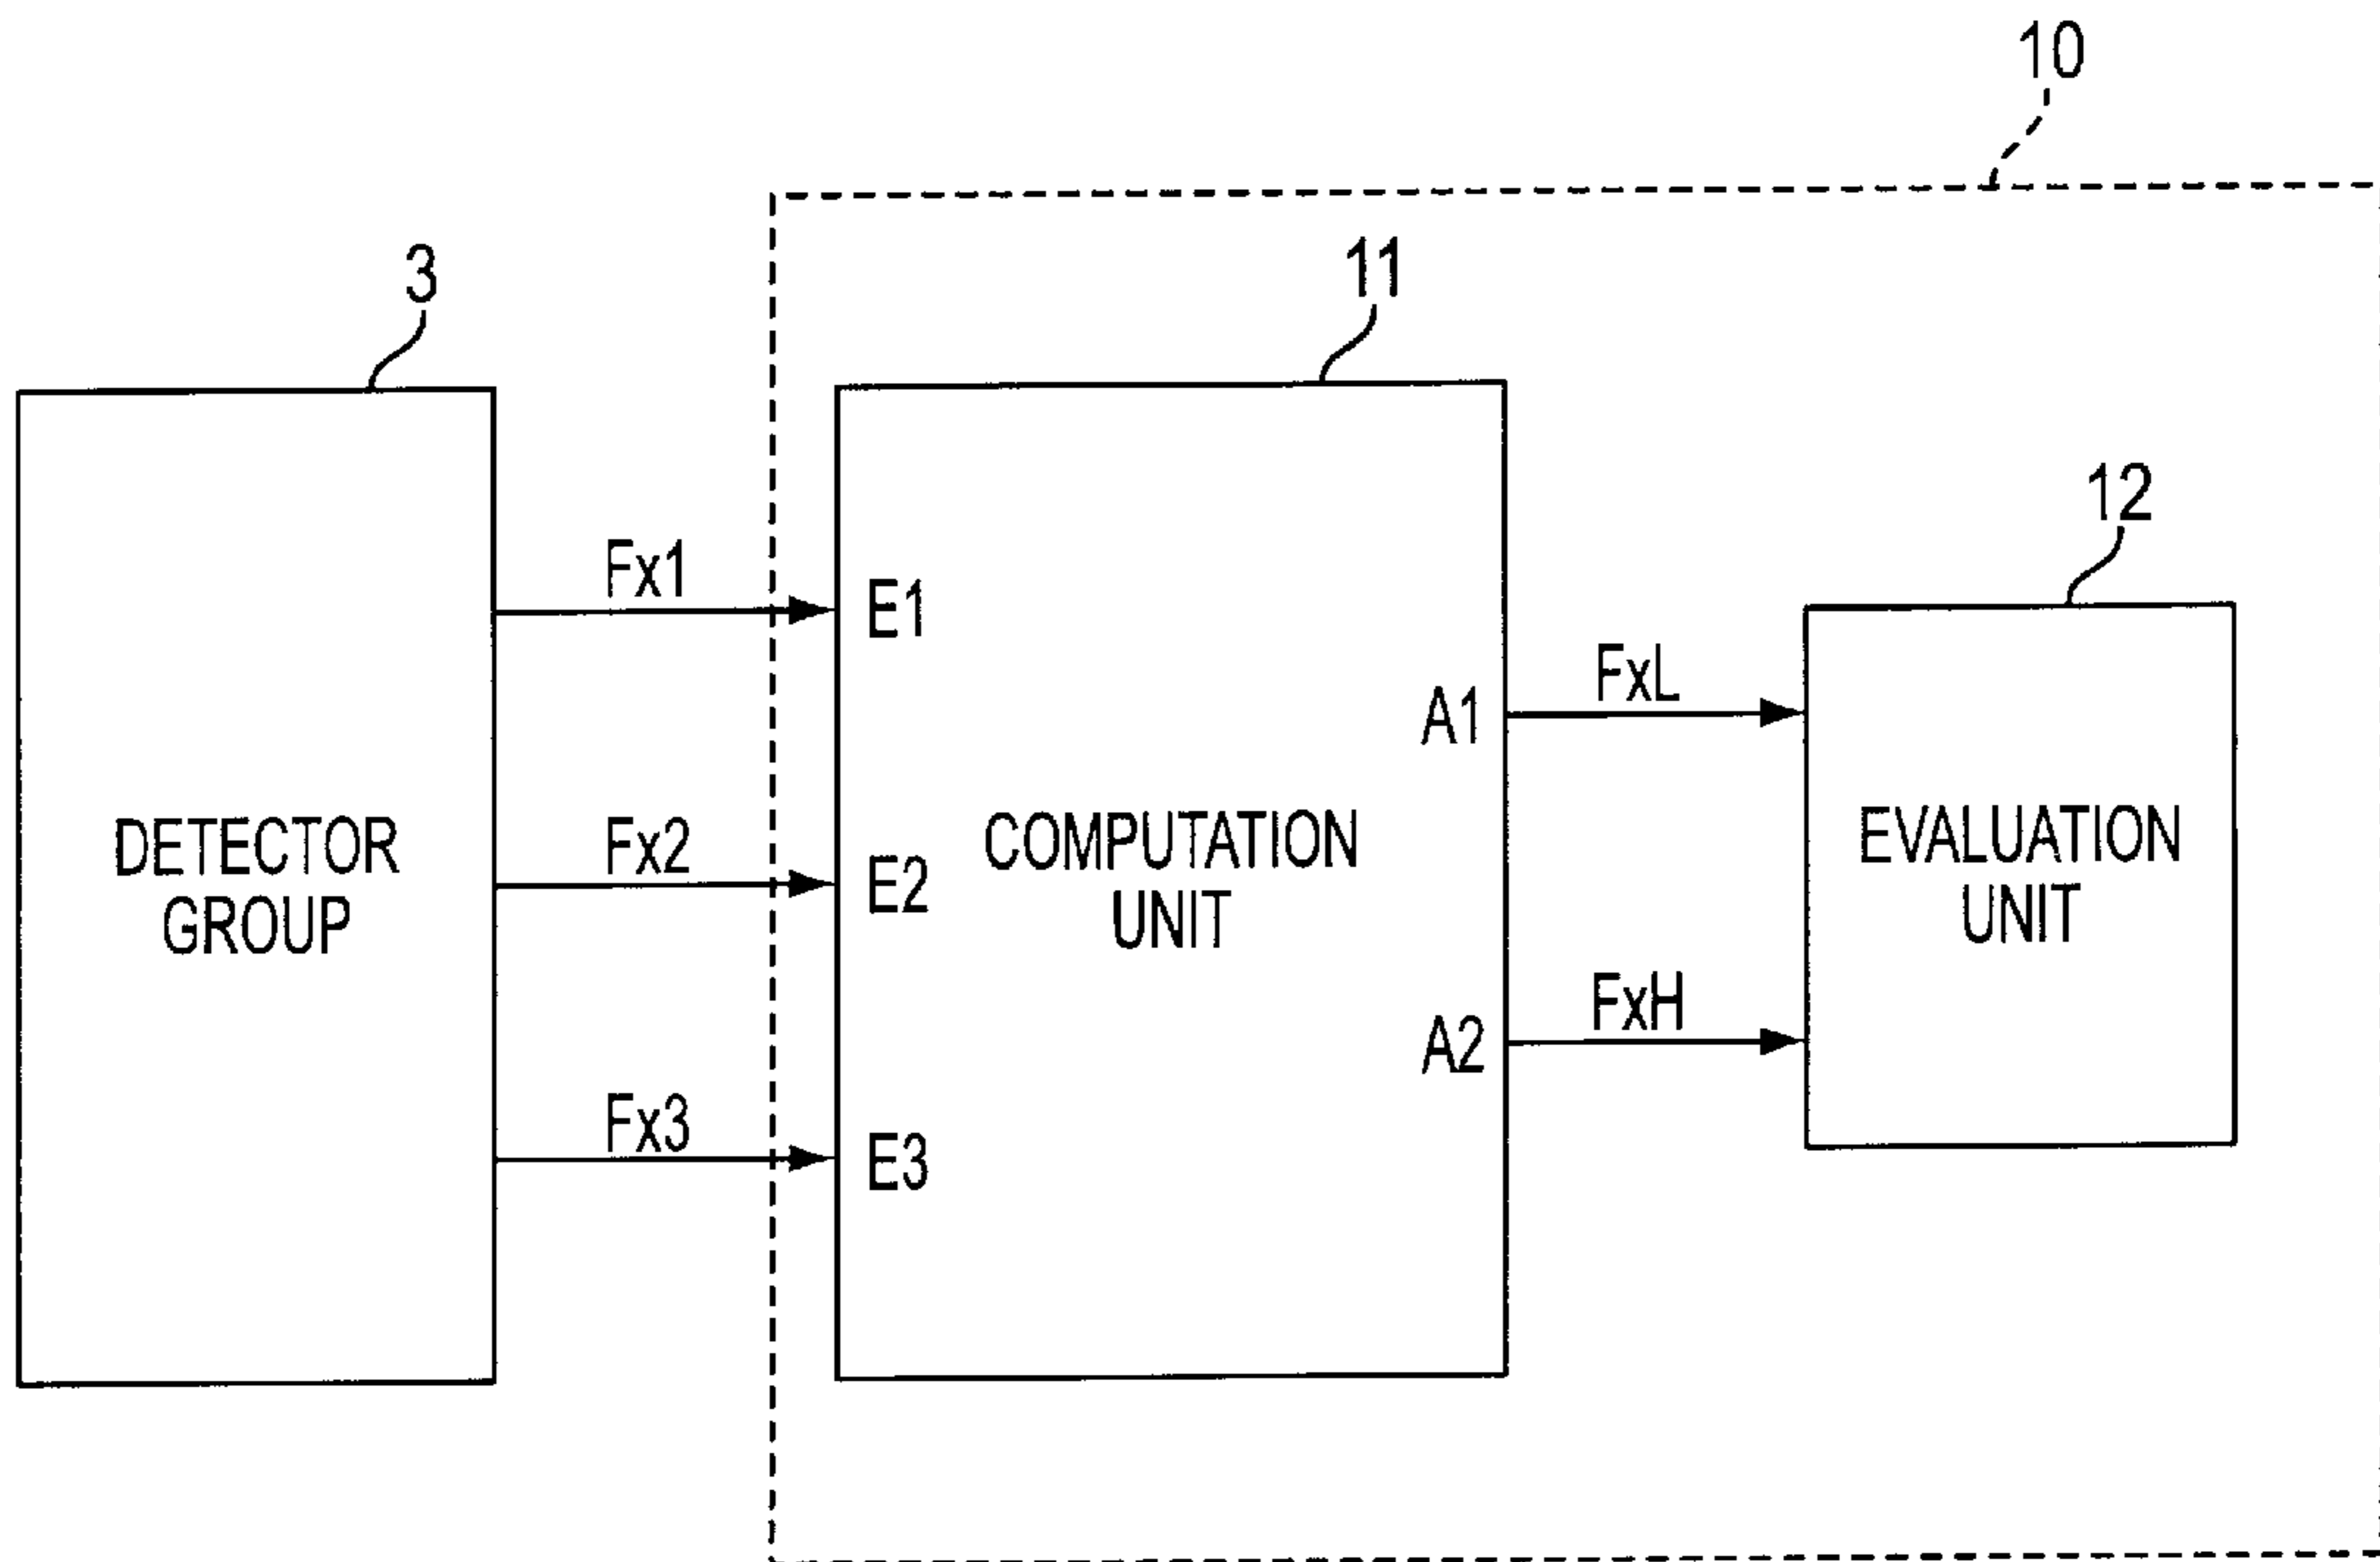 10
3
11
12
Fx1
E1
FxL
A1
DETECTOR
GROUP
Fx2
E2
COMPUTATION
UNIT
EVALUATION
UNIT
FxH
A2
Fx3
E3